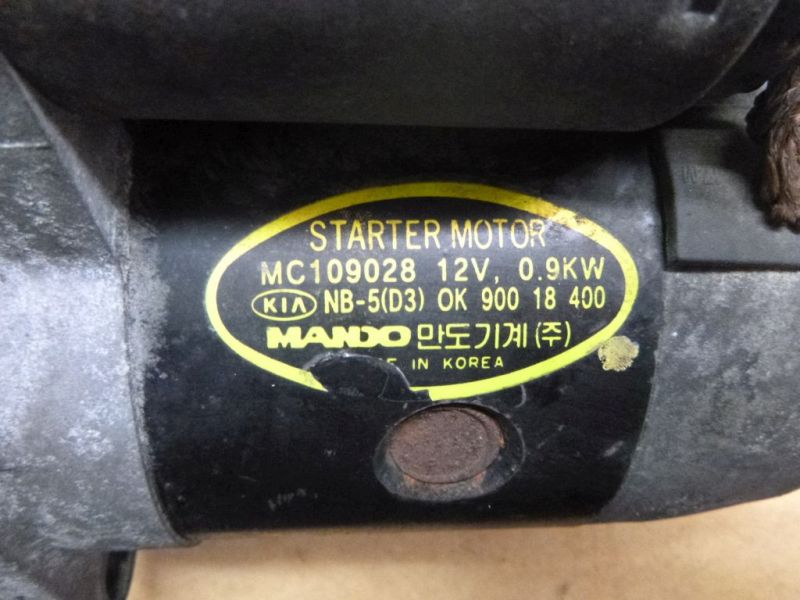 STARTER MOTOR
MC109028 12V, 0.9KW
KIA NB-5(D3) OK 900 18 400
MANDO 만도기계(주)
IN KOREA